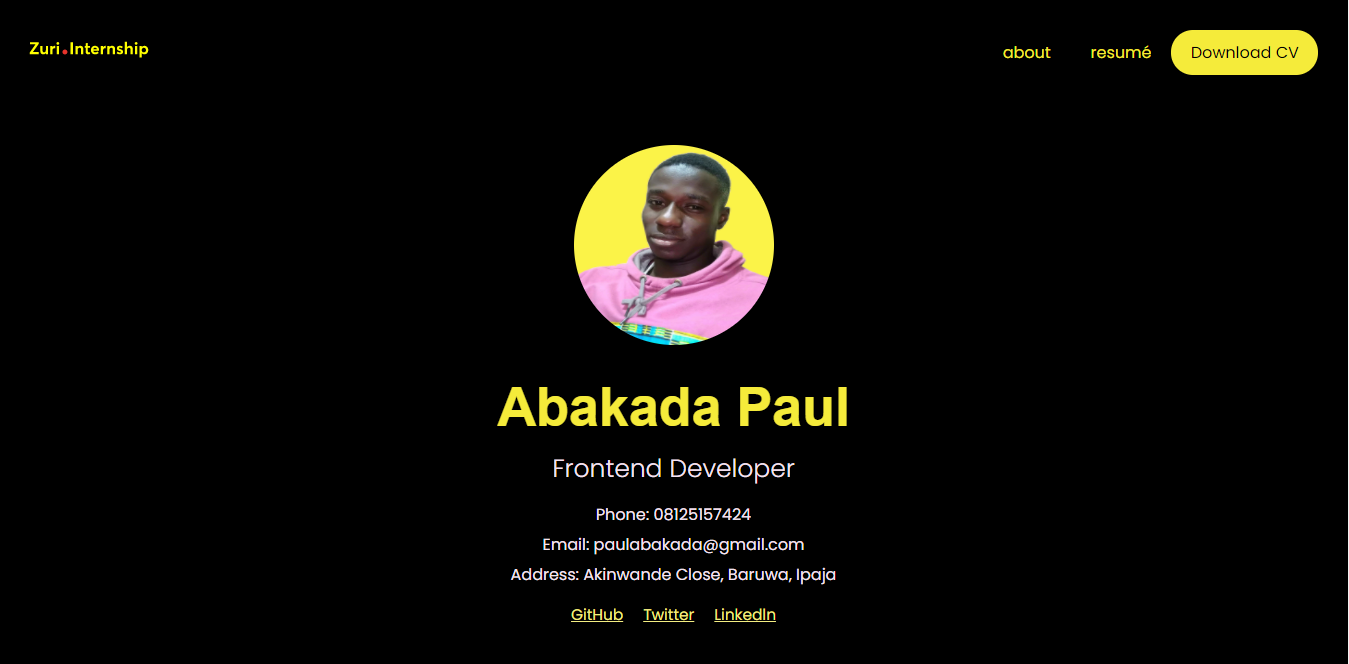 Zuri.Internship
about resumé Download CV
Abakada Paul
Frontend Developer
Phone: 08125157424
Email: paulabakada@gmail.com
Address: Akinwande Close, Baruwa, Ipaja
GitHub Twitter LinkedIn